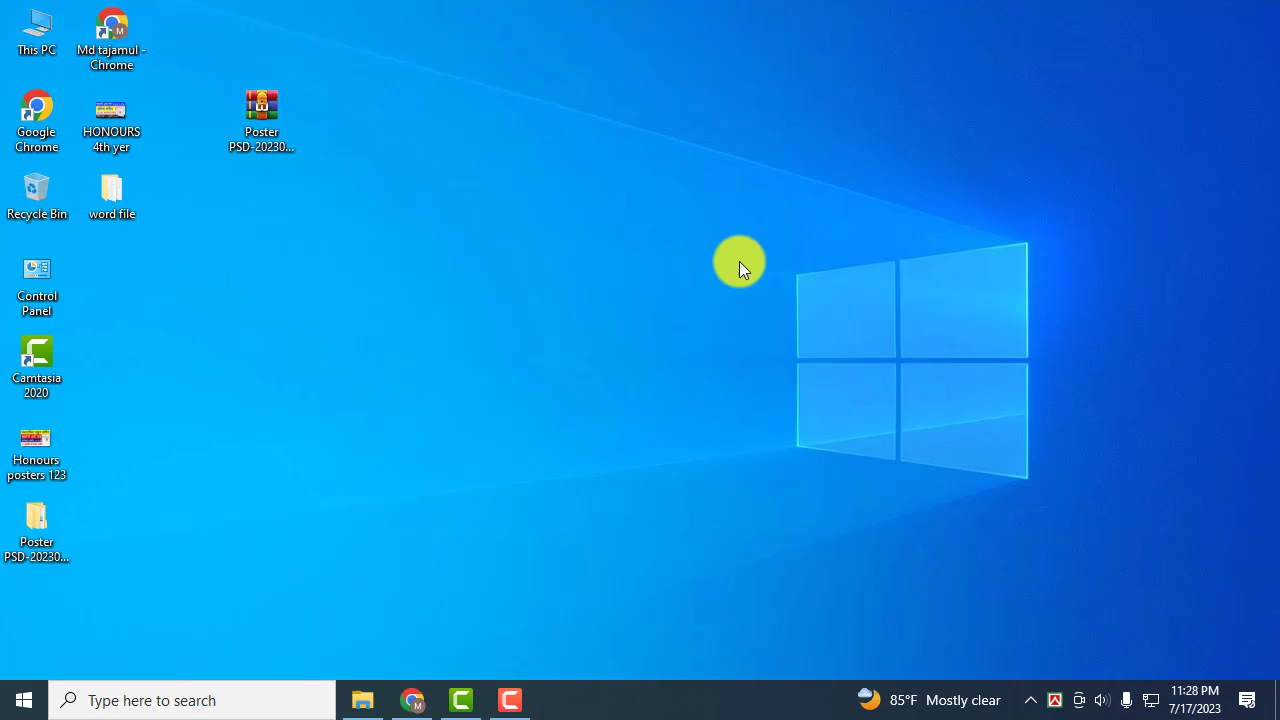 This PC
Md tajamul -
Chrome
Google
Chrome
HONOURS
4th yer
Poster
PSD-20230...
Recycle Bin
word file
Control
Panel
Camtasia
2020
Honours
posters 123
Poster
PSD-20230...
Type here to search
85°F Mostly clear
11:28 PM
7/17/2023